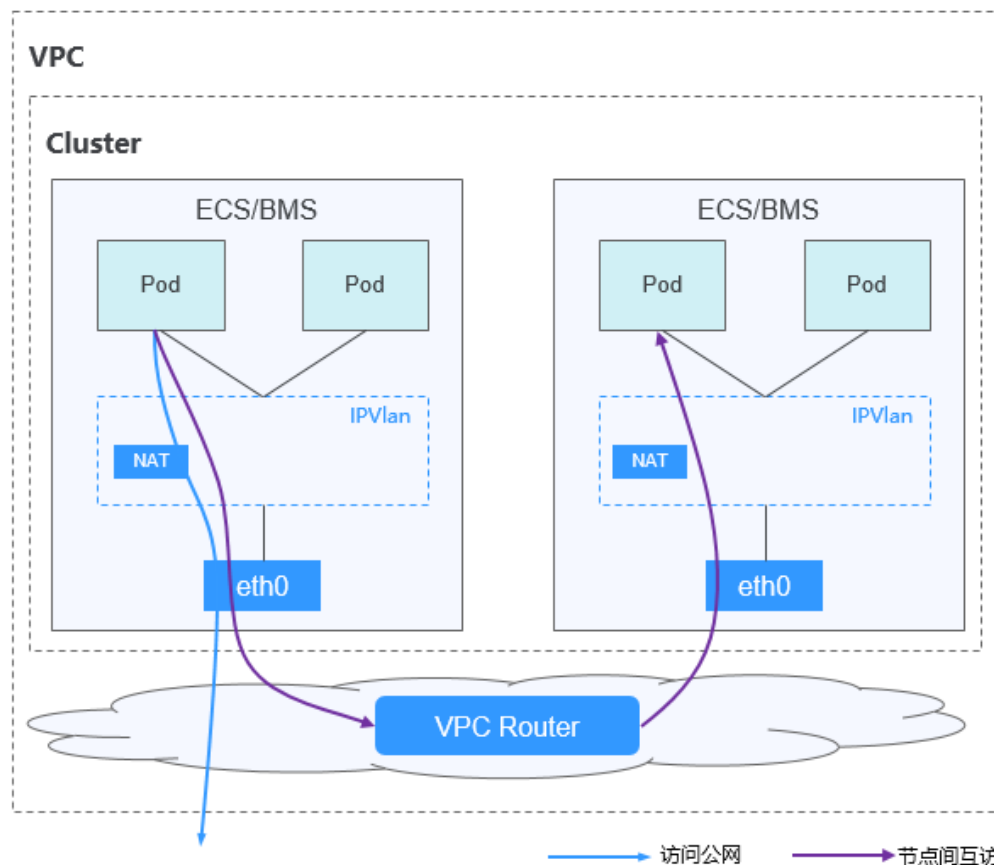 VPC
Cluster
ECS/BMS
ECS/BMS
Pod
Pod
Pod
Pod
IPVlan
IPVlan
NAT
NAT
eth0
eth0
VPC Router
访问公网
节点间互访